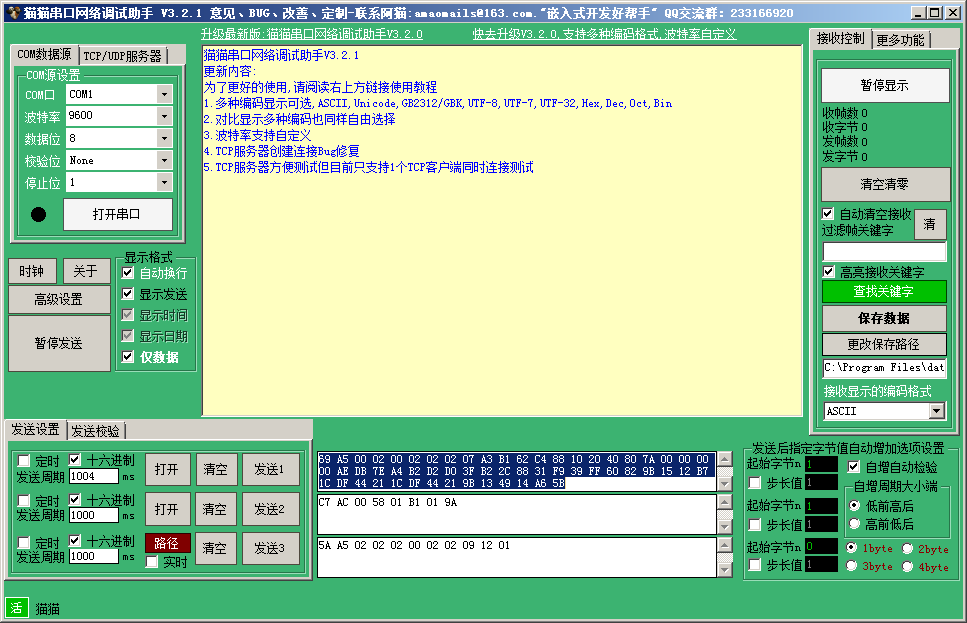 猫猫串口网络调试助手 V3.2.1 意见、BUG、改善、定制-联系阿猫:amaomails@163.com."嵌入式开发好帮手" QQ交流群: 233166920
升级最新版:猫猫串口网络调试助手V3.2.0
快去升级V3.2.0,支持多种编码格式,波特率自定义
COM数据源
TCP/UDP服务器
COM源设置
COM口
COM1
波特率
9600
数据位
8
校验位
None
停止位
1
打开串口
时钟
关于
高级设置
暂停发送
显示格式
自动换行
显示发送
显示时间
显示日期
仅数据
猫猫串口网络调试助手V3.2.1
更新内容:
为了更好的使用,请阅读右上方链接使用教程
1.多种编码显示可选,ASCII,Unicode,GB2312/GBK,UTF-8,UTF-7,UTF-32,Hex,Dec,Oct,Bin
2.对比显示多种编码也同样自由选择
3.波特率支持自定义
4.TCP服务器创建连接Bug修复
5.TCP服务器方便测试但目前只支持1个TCP客户端同时连接测试
接收控制
更多功能
暂停显示
收帧数 0
收字节 0
发帧数 0
发字节 0
清空清零
自动清空接收
过滤帧关键字
清
高亮接收关键字
查找关键字
保存数据
更改保存路径
C:\Program Files\dat
接收显示的编码格式
ASCII
发送设置
发送校验
定时
十六进制
发送周期
1004
ms
打开
清空
发送1
定时
十六进制
发送周期
1000
ms
打开
清空
发送2
定时
十六进制
发送周期
1000
ms
路径
实时
清空
发送3
69 A5 00 02 00 02 02 07 A3 B1 62 C4 88 10 20 40 80 7A 00 00 00
00 AE DB 7E A4 B2 D2 D0 3F B2 2C 88 31 F9 39 FF 60 82 9B 15 12 B7
1C DF 44 21 1C DF 44 21 9B 13 49 14 A6 5B
C7 AC 00 58 01 B1 01 9A
5A A5 02 02 02 00 02 02 09 12 01
发送后指定字节值自动增加选项设置
起始字节n
1
步长值
1
起始字节n
1
步长值
1
起始字节n
0
步长值
1
自增自动检验
自增周期大小端
低前高后
高前低后
1byte
2byte
3byte
4byte
活
猫猫